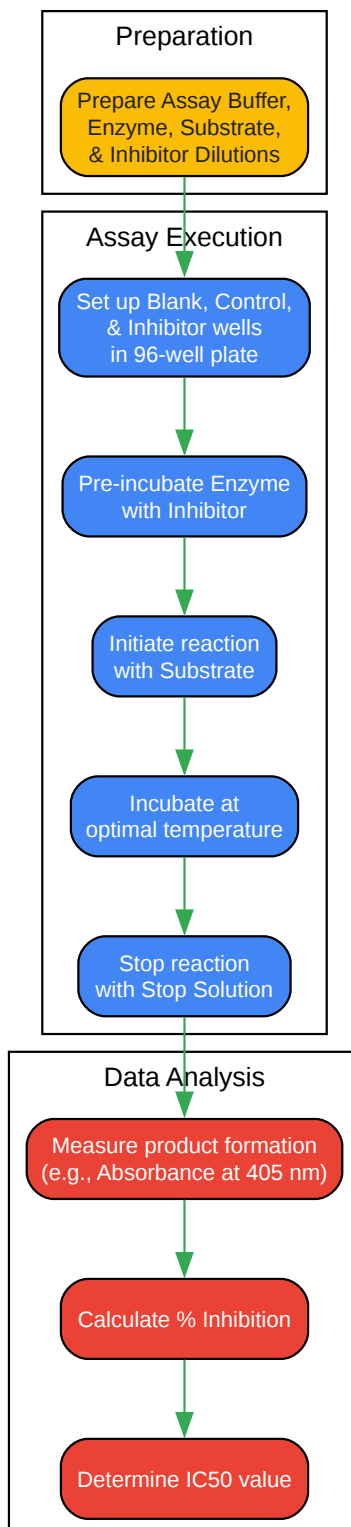 Preparation
Prepare Assay Buffer,
Enzyme, Substrate,
& Inhibitor Dilutions
Assay Execution
Set up Blank, Control,
& Inhibitor wells
in 96-well plate
Pre-incubate Enzyme
with Inhibitor
Initiate reaction
with Substrate
Incubate at
optimal temperature
Stop reaction
with Stop Solution
Data Analysis
Measure product formation
(e.g., Absorbance at 405 nm)
Calculate % Inhibition
Determine IC50 value